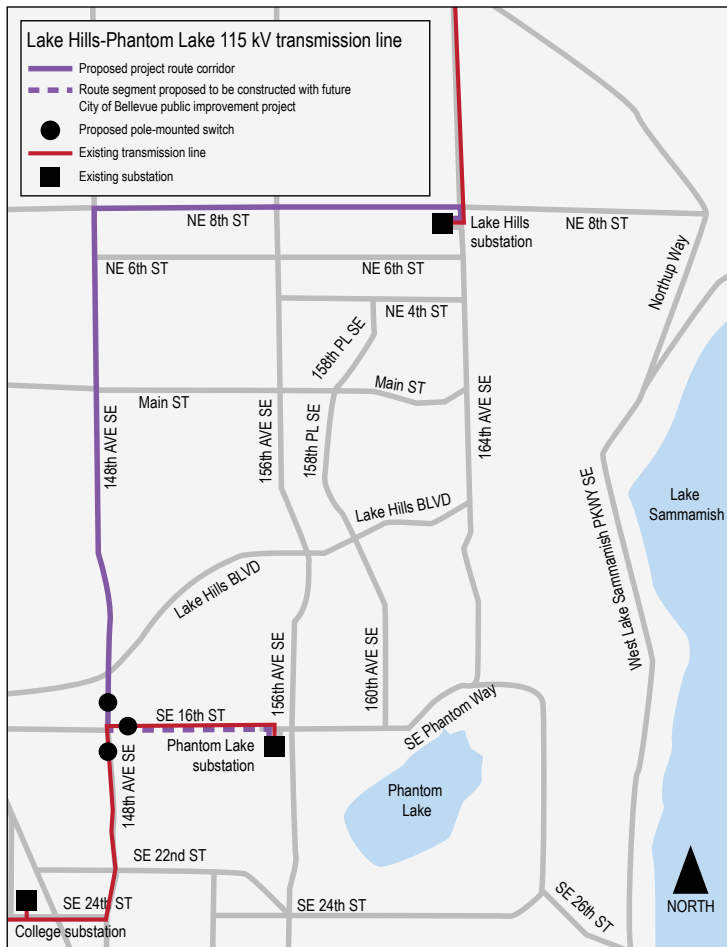 Lake Hills-Phantom Lake 115 kV transmission line
Proposed project route corridor
Route segment proposed to be constructed with future
City of Bellevue public improvement project
Proposed pole-mounted switch
Existing transmission line
Existing substation
NE 8th ST
Lake Hills
substation
NE 8th ST
NE 6th ST
NE 6th ST
Northup Way
NE 4th ST
158th PL SE
Main ST
Main ST
148th AVE SE
156th AVE SE
158th PL SE
164th AVE SE
Lake Hills BLVD
Lake
Sammamish
Lake Hills BLVD
West Lake Sammamish PKWY SE
156th AVE SE
160th AVE SE
SE 16th ST
SE Phantom Way
Phantom Lake
substation
148th AVE SE
Phantom
Lake
SE 22nd ST
SE 24th ST
SE 24th ST
SE 26th ST
College substation
NORTH